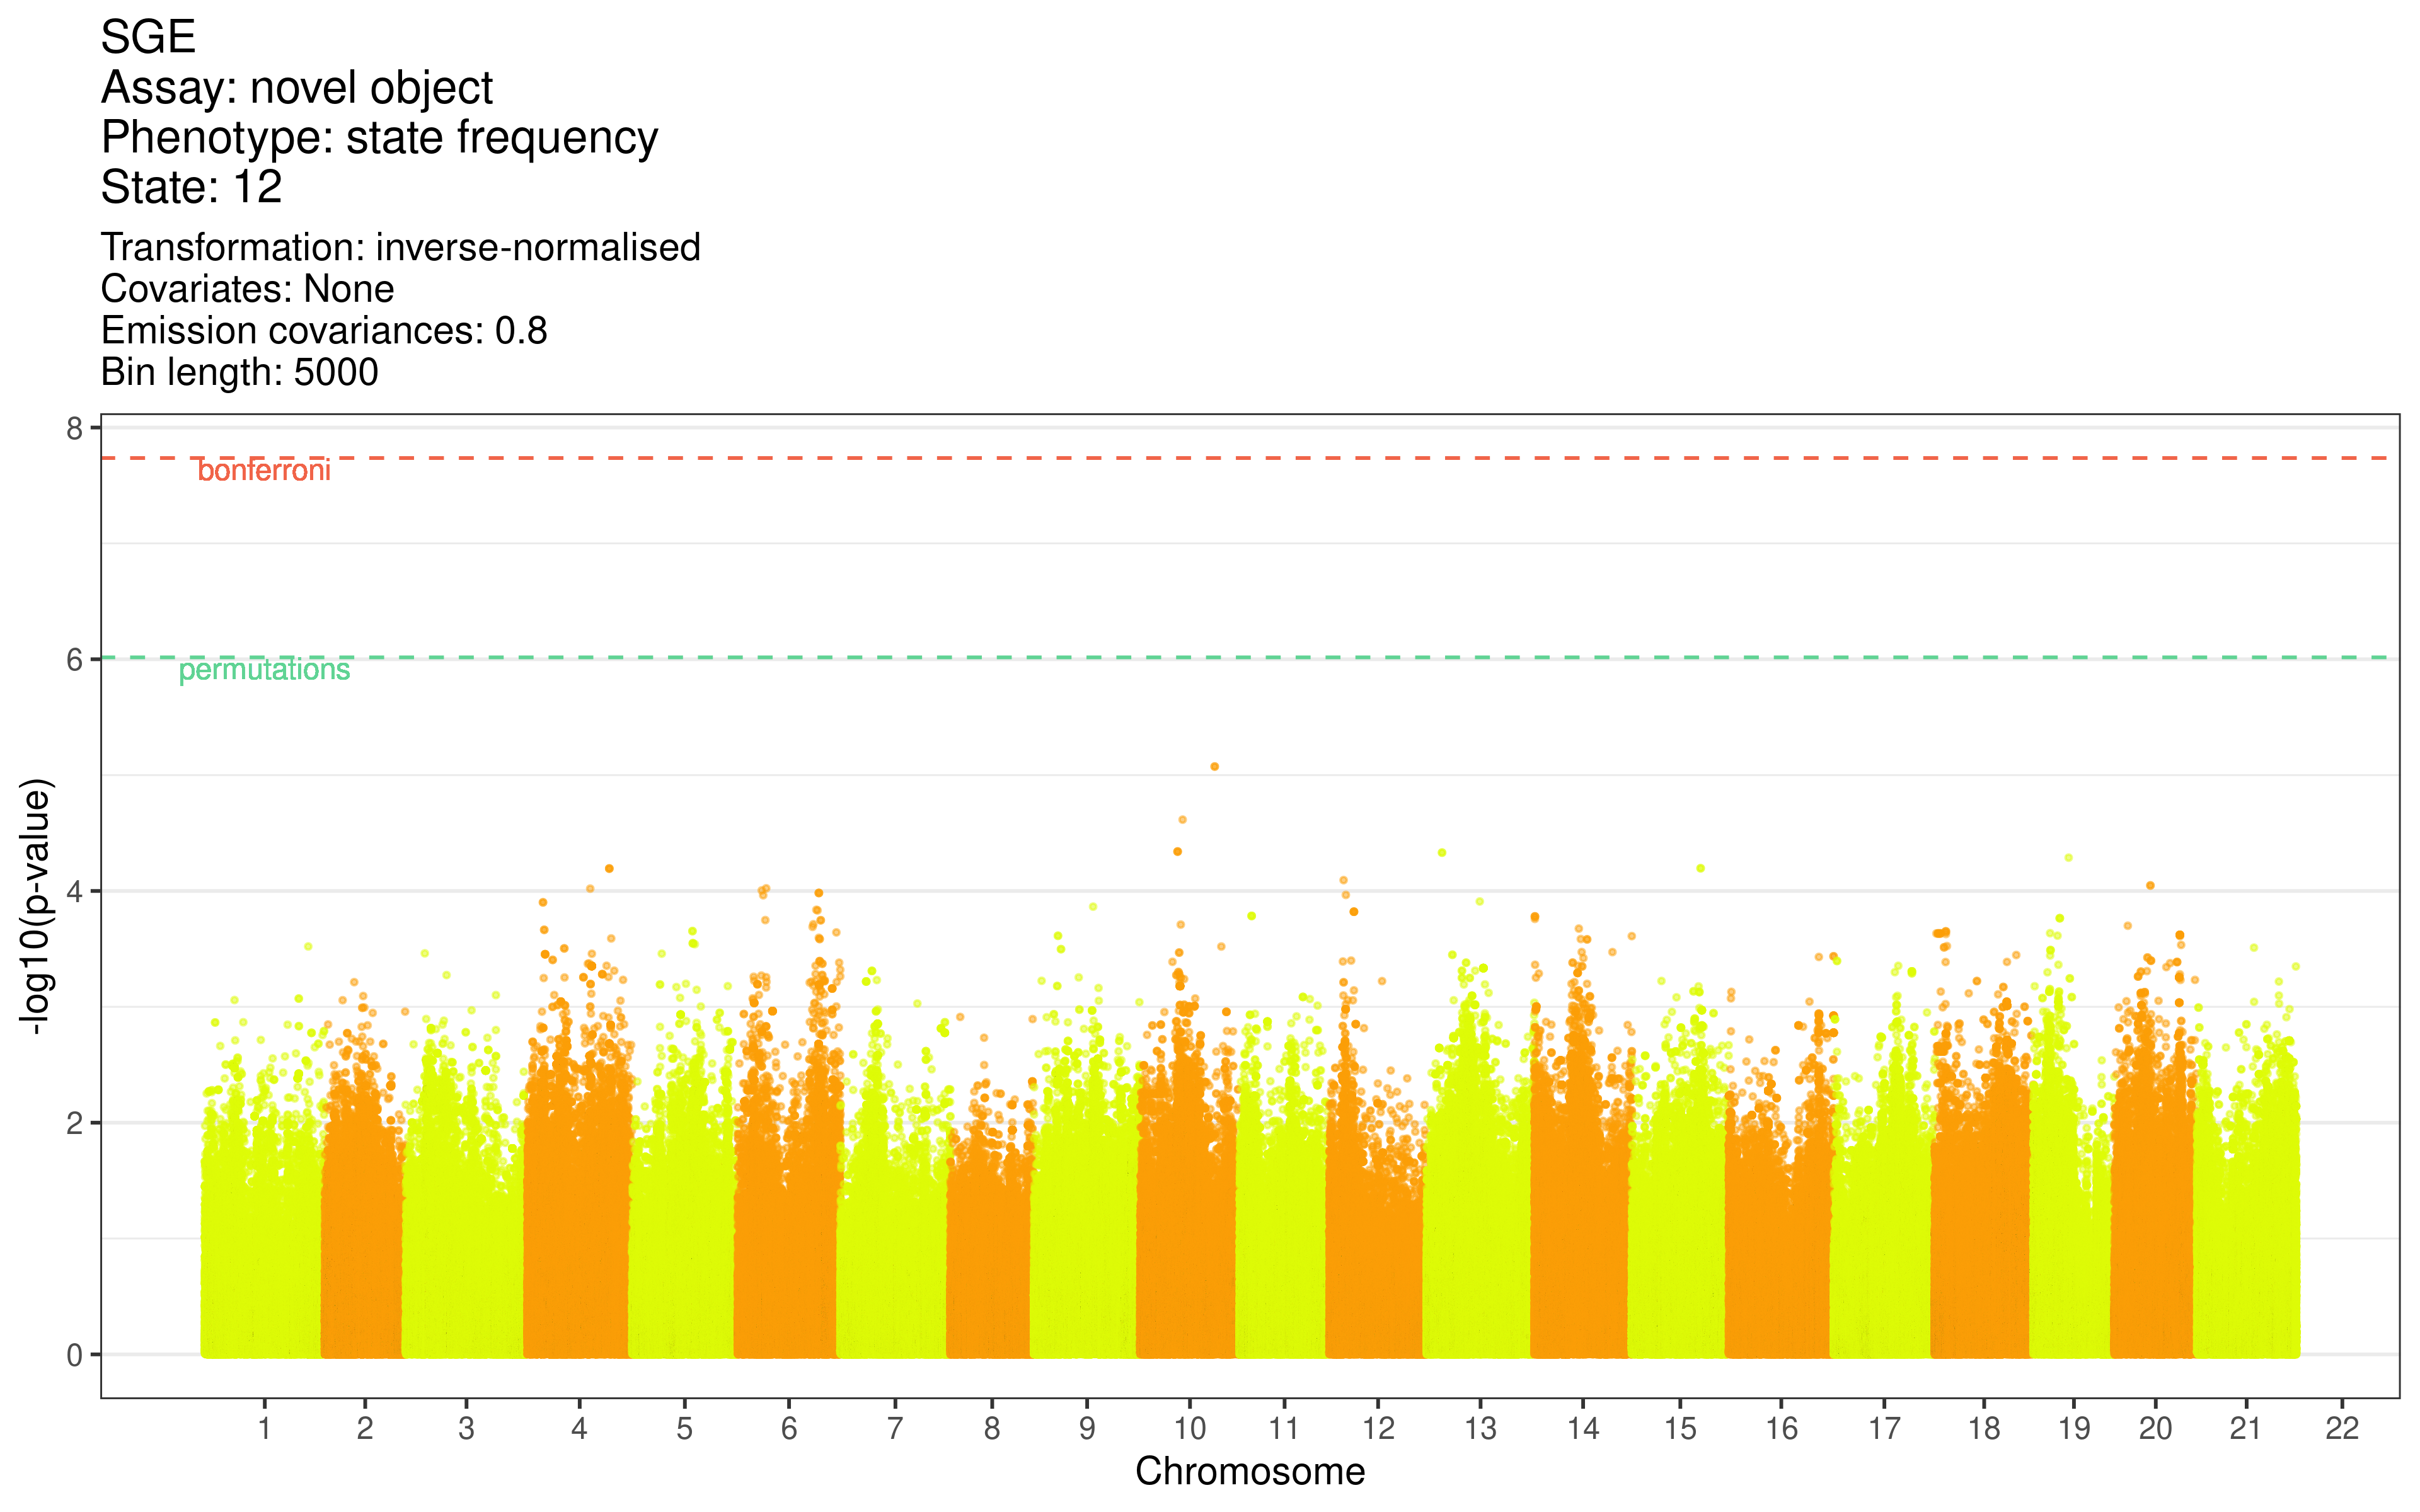 SGE
Assay: novel object
Phenotype: state frequency
State: 12
Transformation: inverse-normalised
Covariates: None
Emission covariances: 0.8
Bin length: 5000
8
bonferroni
6
permutations
-log10(p-value)
4
2
0
1 2 3 4 5 6 7 8 9 10 11 12 13 14 15 16 17 18 19 20 21 22
Chromosome